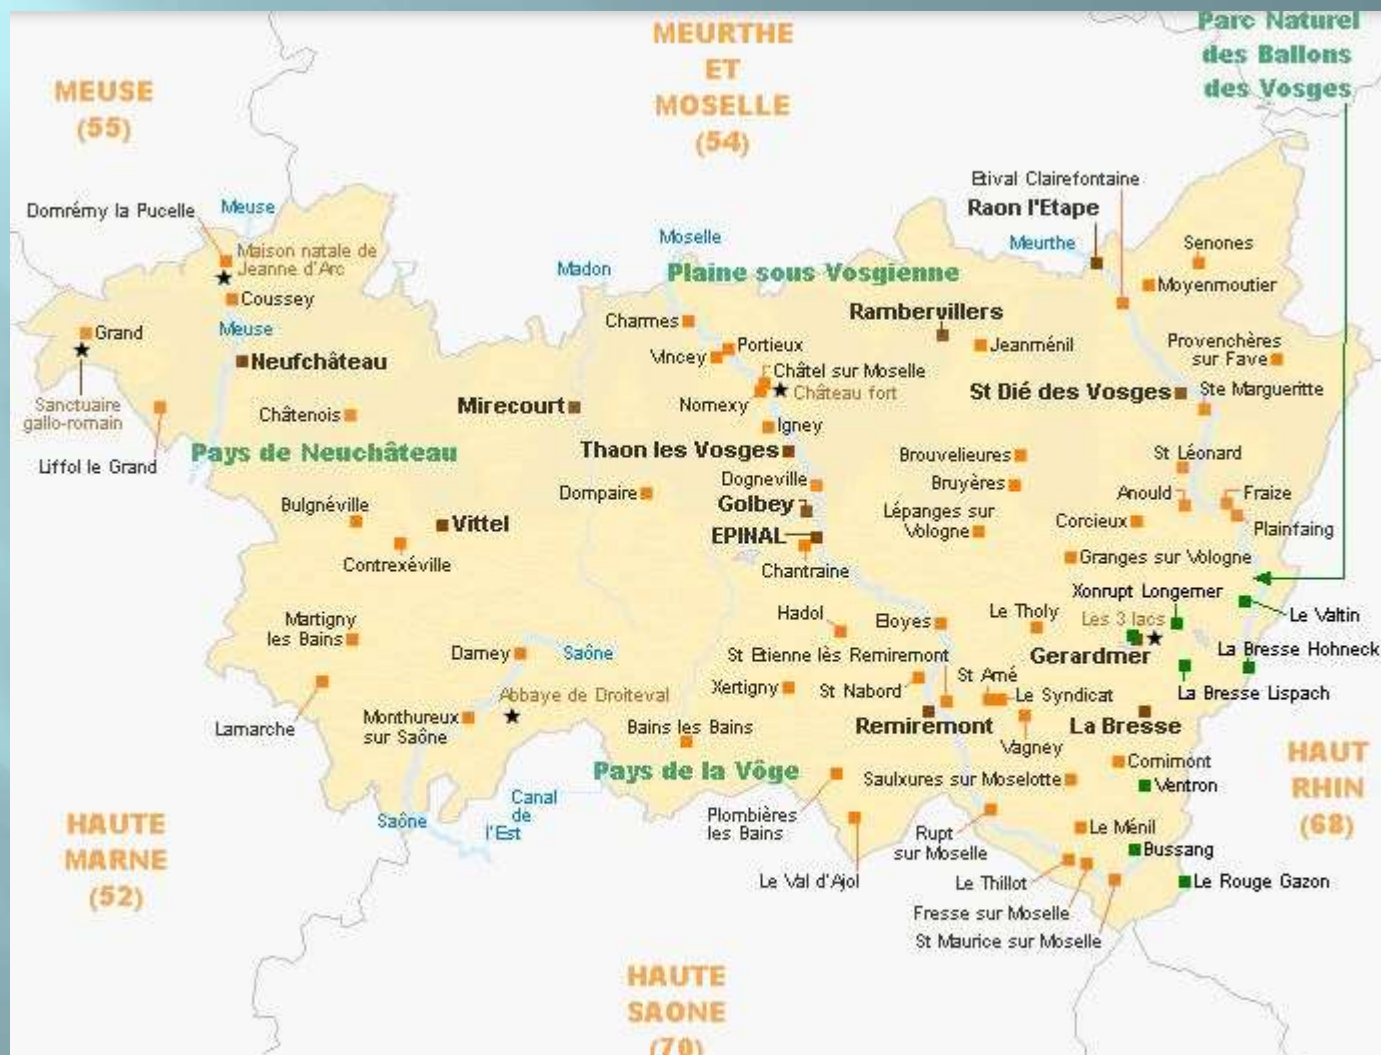 MEURTHE
ET
MOSELLE
(54)
Parc Naturel
des Ballons
des Vosges
MEUSE
(55)
Etival Clairefontaine
Raon l'Etape
Domrémy la Pucelle
Meuse
Maison natale de
Jeanne d'Arc
Moselle
Meurthe
Senones
Madon
Plaine sous Vosgienne
Moyenmoutier
Coussey
Grand
Meuse
Charmes
Rambervillers
Portieux
Vincey
Jeanménil
Provenchères
sur Fave
Neufchâteau
Châtel sur Moselle
Château fort
St Dié des Vosges
Ste Margueritte
Sanctuaire
gallo-romain
Châtenois
Mirecourt
Nomexy
Igney
Liffol le Grand
Pays de Neuchâteau
Thaon les Vosges
Brouvelieures
St Léonard
Dogneville
Bruyères
Dompaire
Anould
Fraize
Bulgnéville
Vittel
Golbey
Lépanges sur
Vologne
Corcieux
Plainfaing
EPINAL
Contrexéville
Chantraine
Granges sur Vologne
Xonrupt Longemer
Martigny
les Bains
Hadol
Eloyes
Le Tholy
Les 3 lacs
Le Valtin
Darney
Saône
St Etienne lès Remiremont
Gerardmer
La Bresse Hohneck
Abbaye de Droiteval
Xertigny
St Nabord
St Amé
Le Syndicat
La Bresse Lispach
Lamarche
Monthureux
sur Saône
Bains les Bains
Remiremont
Vagney
La Bresse
Pays de la Vôge
Saulxures sur Moselotte
Cornimont
Ventron
HAUT
RHIN
(68)
Canal
de
l'Est
Saône
Plombières
les Bains
Rupt
sur Moselle
Le Ménil
Bussang
HAUTE
MARNE
(52)
Le Val d'Ajol
Le Thillot
Le Rouge Gazon
Fresse sur Moselle
St Maurice sur Moselle
HAUTE
SAONE
(70)